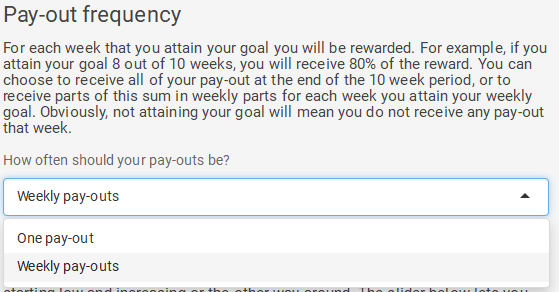 Pay-out frequency
For each week that you attain your goal you will be rewarded. For example, if you
attain your goal 8 out of 10 weeks, you will receive 80% of the reward. You can
choose to receive all of your pay-out at the end of the 10 week period, or to
receive parts of this sum in weekly parts for each week you attain your weekly
goal. Obviously, not attaining your goal will mean you do not receive any pay-out
that week.
How often should your pay-outs be?
Weekly pay-outs
One pay-out
Weekly pay-outs
starting low and increasing or the other way around. The slider below lets you